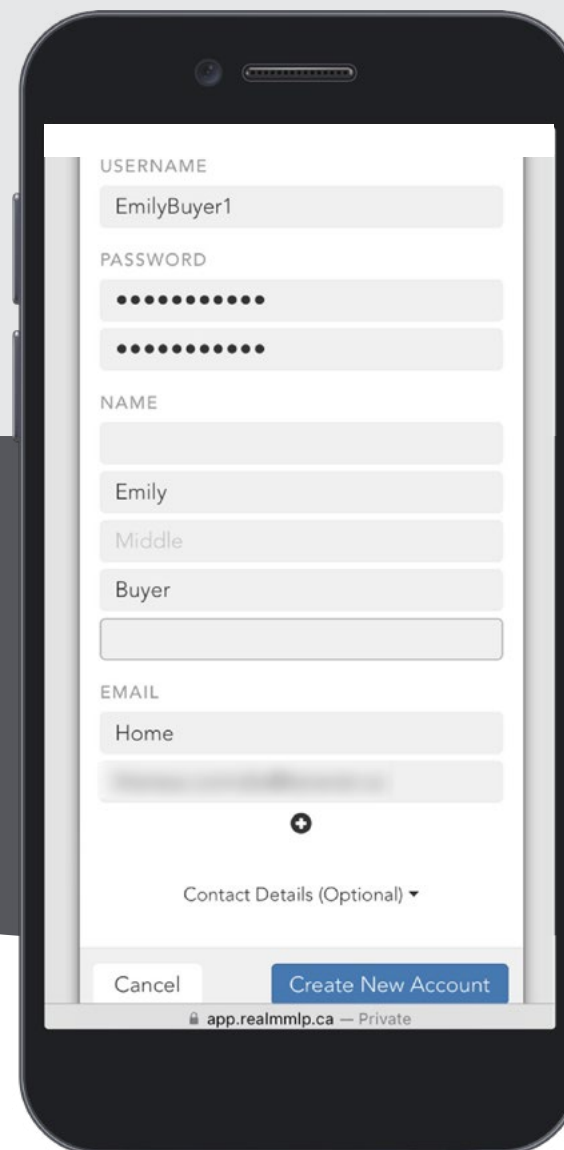 USERNAME
EmilyBuyer1
PASSWORD
•••••••••••
•••••••••••
NAME
Emily
Middle
Buyer
EMAIL
Home
Contact Details (Optional)
Cancel
Create New Account
app.realmmlp.ca — Private